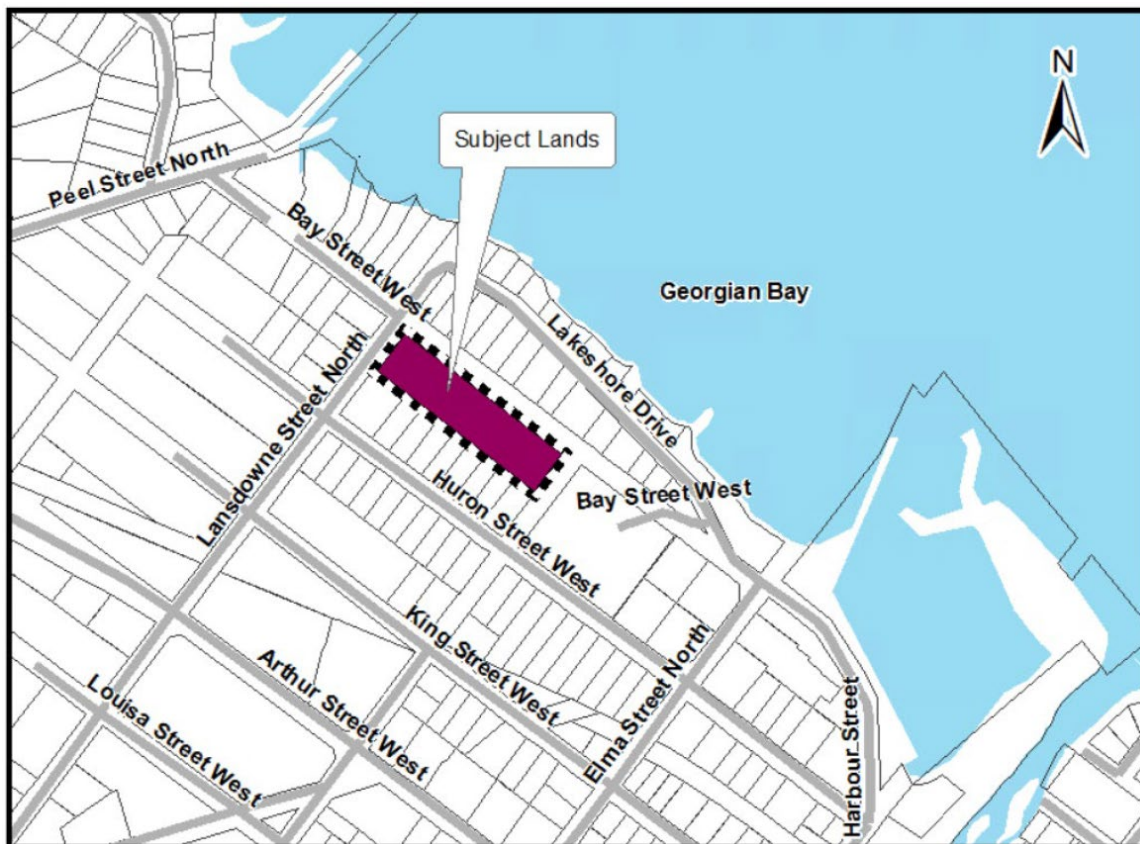 N
Subject Lands
Peel Street North
Bay Street West
Georgian Bay
Lakeshore Drive
Lansdowne Street North
Bay Street West
Huron Street West
King Street West
Arthur Street West
Elma Street North
Louisa Street West
Harbour Street